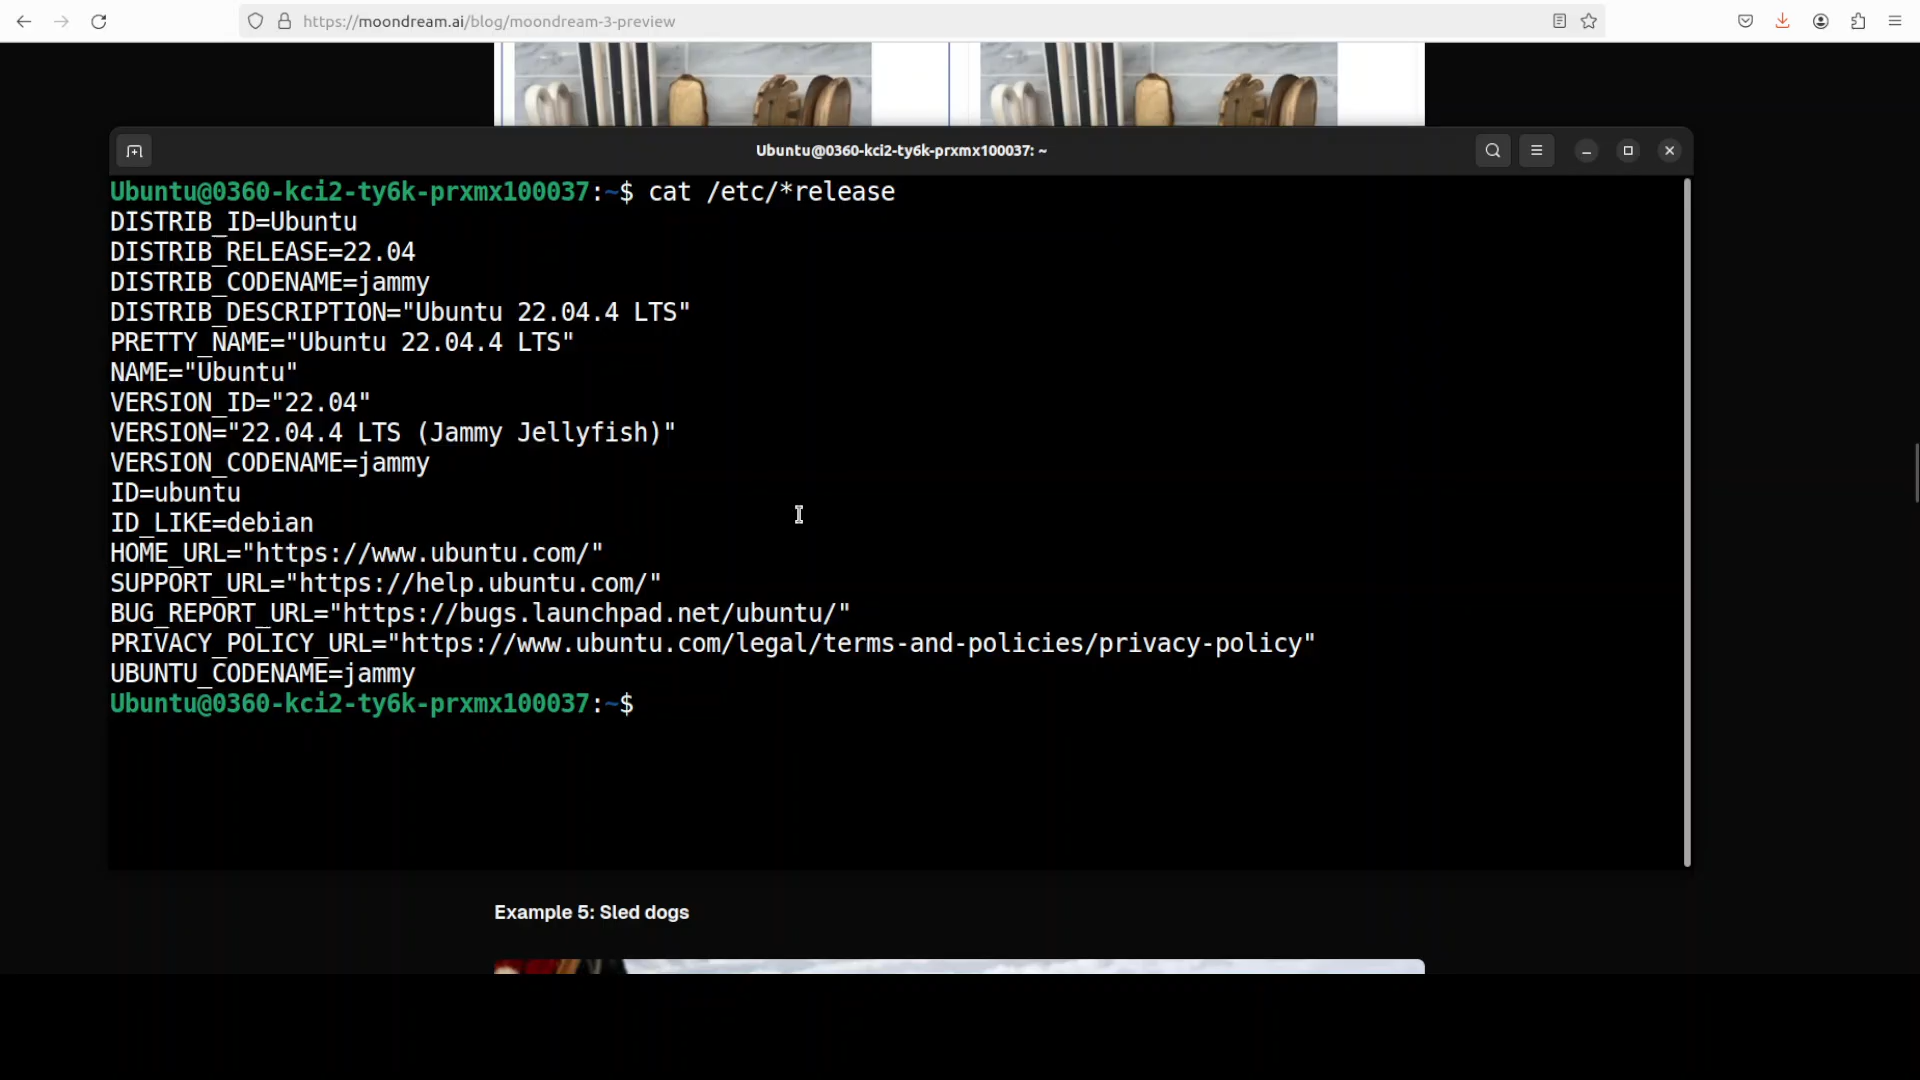 https://moondream.ai/blog/moondream-3-preview
Ubuntu@0360-kci2-ty6k-prxmx100037: ~
Ubuntu@0360-kci2-ty6k-prxmx100037:~$ cat /etc/*release
DISTRIB_ID=Ubuntu
DISTRIB_RELEASE=22.04
DISTRIB_CODENAME=jammy
DISTRIB_DESCRIPTION="Ubuntu 22.04.4 LTS"
PRETTY_NAME="Ubuntu 22.04.4 LTS"
NAME="Ubuntu"
VERSION_ID="22.04"
VERSION="22.04.4 LTS (Jammy Jellyfish)"
VERSION_CODENAME=jammy
ID=ubuntu
ID_LIKE=debian
HOME_URL="https://www.ubuntu.com/"
SUPPORT_URL="https://help.ubuntu.com/"
BUG_REPORT_URL="https://bugs.launchpad.net/ubuntu/"
PRIVACY_POLICY_URL="https://www.ubuntu.com/legal/terms-and-policies/privacy-policy"
UBUNTU_CODENAME=jammy
Ubuntu@0360-kci2-ty6k-prxmx100037:~$
Example 5: Sled dogs